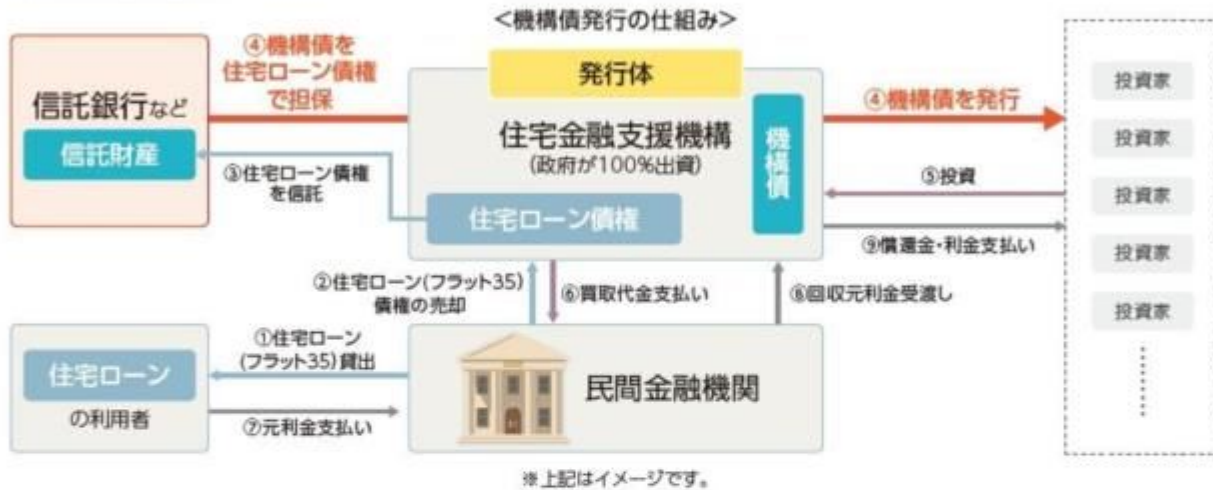 <機構債発行の仕組み>
④機構債を
住宅ローン債権
で担保
信託銀行など
信託財産
③住宅ローン債権
を信託
発行体
住宅金融支援機構
(政府が100%出資)
機構債
住宅ローン債権
④機構債を発行
⑤投資
⑨償還金・利金支払い
投資家
投資家
投資家
投資家
投資家
②住宅ローン(フラット35)
債権の売却
⑥買取代金支払い
⑧回収元利金受渡し
①住宅ローン
(フラット35)貸出
住宅ローン
の利用者
⑦元利金支払い
民間金融機関
※上記はイメージです。